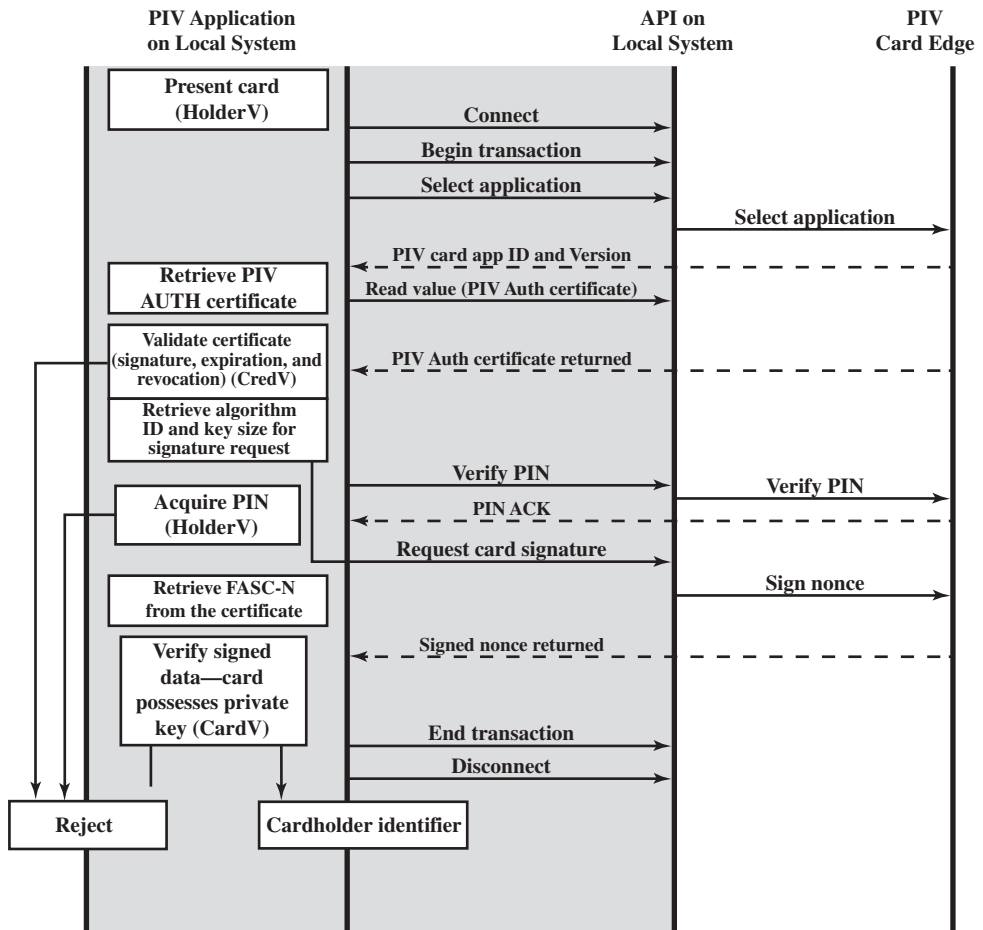 PIV Application
on Local System
API on
Local System
PIV
Card Edge
Present card
(HolderV)
Connect
Begin transaction
Select application
Select application
PIV card app ID and Version
Retrieve PIV
AUTH certificate
Read value (PIV Auth certificate)
Validate certificate
(signature, expiration, and
revocation) (CredV)
PIV Auth certificate returned
Retrieve algorithm
ID and key size for
signature request
Verify PIN
Verify PIN
Acquire PIN
(HolderV)
PIN ACK
Request card signature
Retrieve FASC-N
from the certificate
Sign nonce
Signed nonce returned
Verify signed
data—card
possesses private
key (CardV)
End transaction
Disconnect
Reject
Cardholder identifier